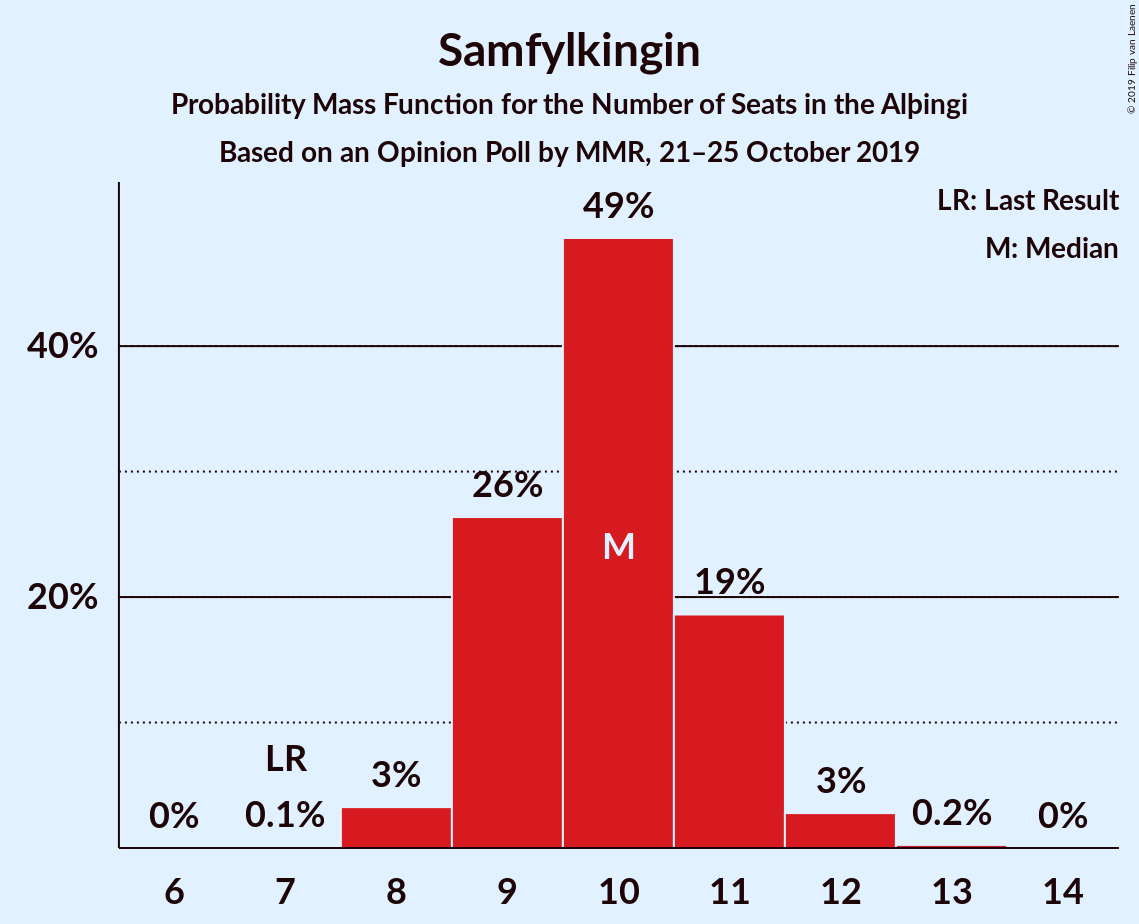 Samfylkingin
Probability Mass Function for the Number of Seats in the Alþingi
Based on an Opinion Poll by MMR, 21–25 October 2019
© 2019 Filip van Laenen
LR: Last Result
M: Median
49%
40%
26%
M
19%
20%
LR
3%
3%
0%
0.1%
0.2%
0%
6 7 8 9 10 11 12 13 14